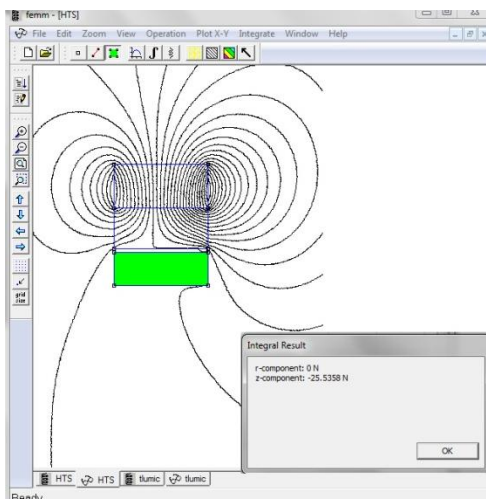 femm - [HTS]
File Edit Zoom View Operation Plot X-Y Integrate Window Help
grid
size
Integral Result
r-component: 0 N
z-component: -25.5358 N
OK
HTS HTS tlumic tlumic
Ready